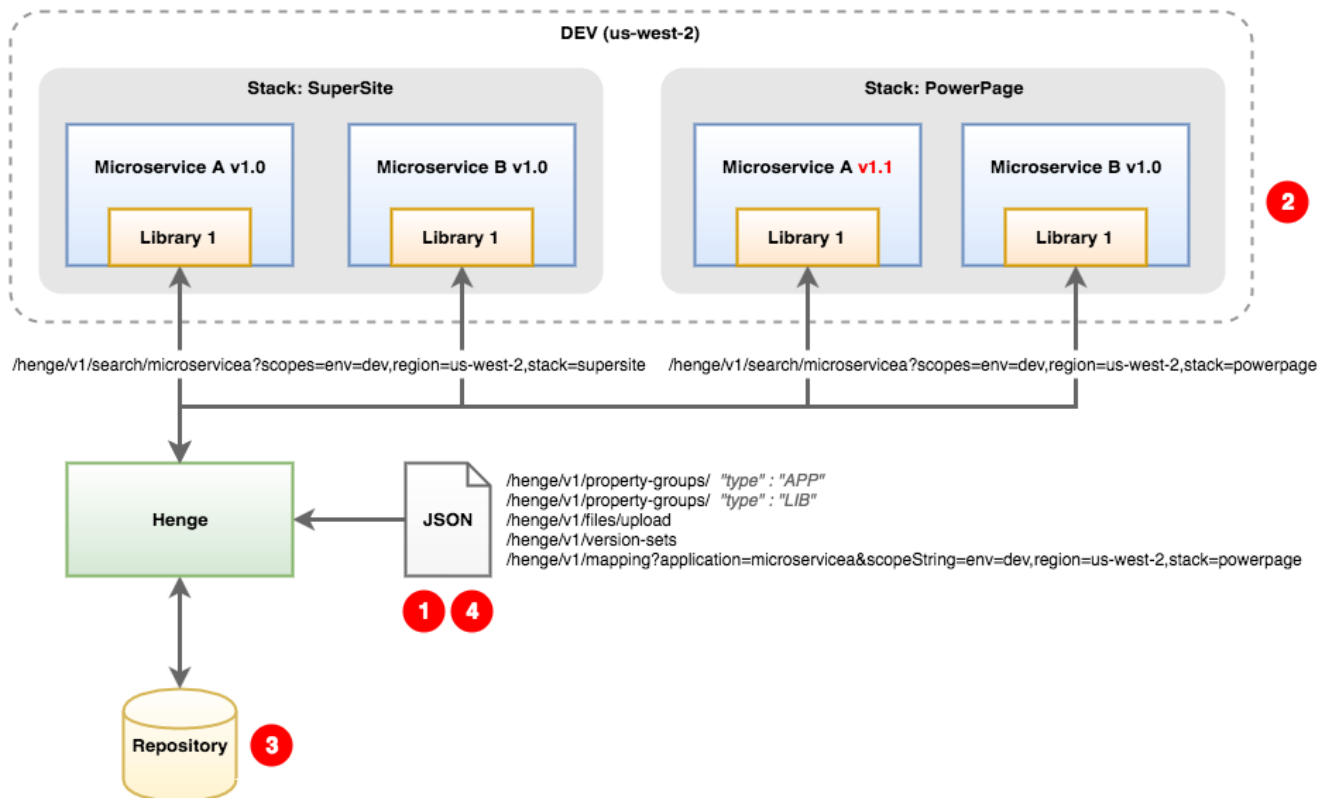 DEV (us-west-2)
Stack: SuperSite
Stack: PowerPage
Microservice A v1.0
Microservice B v1.0
Microservice A v1.1
Microservice B v1.0
2
Library 1
Library 1
Library 1
Library 1
/henge/v1/search/microservicea?scopes=env=dev,region=us-west-2,stack=supersite
/henge/v1/search/microservicea?scopes=env=dev,region=us-west-2,stack=powerpage
Henge
JSON
/henge/v1/property-groups/ "type" : "APP"
/henge/v1/property-groups/ "type" : "LIB"
/henge/v1/files/upload
/henge/v1/version-sets
/henge/v1/mapping?application=microservicea&scopeString=env=dev,region=us-west-2,stack=powerpage
1
4
Repository
3